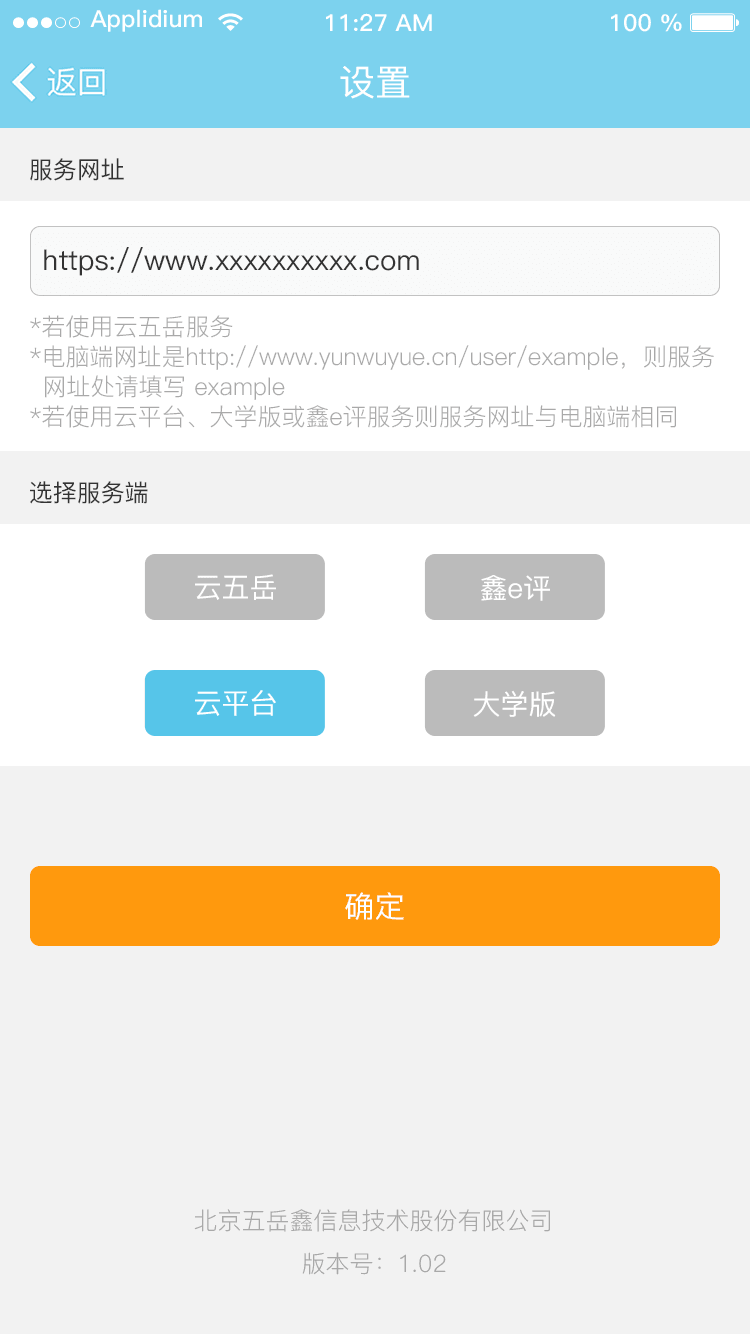 Applidium 11:27 AM 100 %
返回 设置
服务网址
https://www.xxxxxxxxxx.com
*若使用云五岳服务
*电脑端网址是http://www.yunwuyue.cn/user/example，则服务
网址处请填写 example
*若使用云平台、大学版或鑫e评服务则服务网址与电脑端相同
选择服务端
云五岳 鑫e评
云平台 大学版
确定
北京五岳鑫信息技术股份有限公司
版本号：1.02